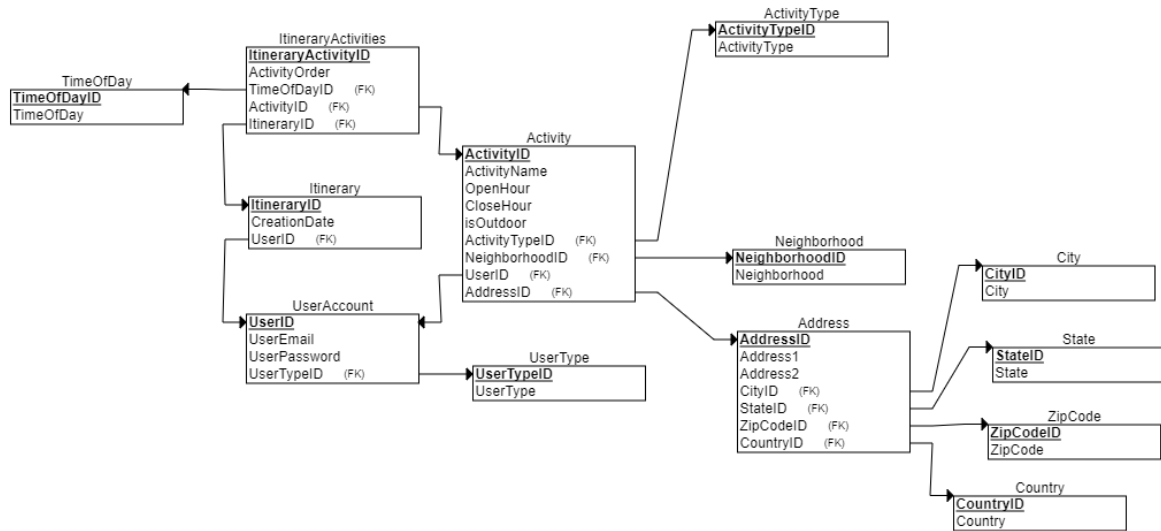 ActivityType
ActivityTypeID
ActivityType
ItineraryActivities
ItineraryActivityID
ActivityOrder
TimeOfDayID (FK)
ActivityID (FK)
ItineraryID (FK)
TimeOfDay
TimeOfDayID
TimeOfDay
Activity
ActivityID
ActivityName
OpenHour
CloseHour
isOutdoor
ActivityTypeID (FK)
NeighborhoodID (FK)
UserID (FK)
AddressID (FK)
Itinerary
ItineraryID
CreationDate
UserID (FK)
Neighborhood
NeighborhoodID
Neighborhood
City
CityID
City
UserAccount
UserID
UserEmail
UserPassword
UserTypeID (FK)
UserType
UserTypeID
UserType
Address
AddressID
Address1
Address2
CityID (FK)
StateID (FK)
ZipCodeID (FK)
CountryID (FK)
State
StateID
State
ZipCode
ZipCodeID
ZipCode
Country
CountryID
Country